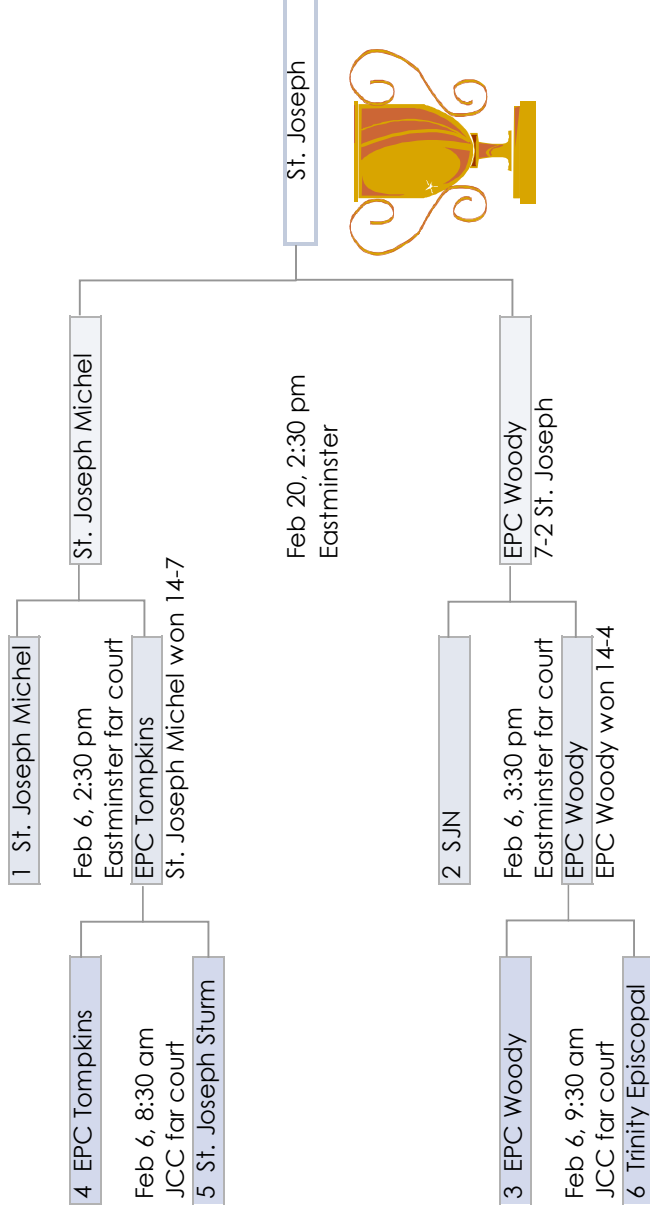 4 EPC Tompkins
Feb 6, 8:30 am
JCC far court
5 St. Joseph Sturm
3 EPC Woody
Feb 6, 9:30 am
JCC far court
6 Trinity Episcopal
1 St. Joseph Michel
Feb 6, 2:30 pm
Eastminster far court
EPC Tompkins
St. Joseph Michel won 14-7
2 SJN
Feb 6, 3:30 pm
Eastminster far court
EPC Woody
EPC Woody won 14-4
St. Joseph Michel
Feb 20, 2:30 pm
Eastminster
EPC Woody
7-2 St. Joseph
St. Joseph